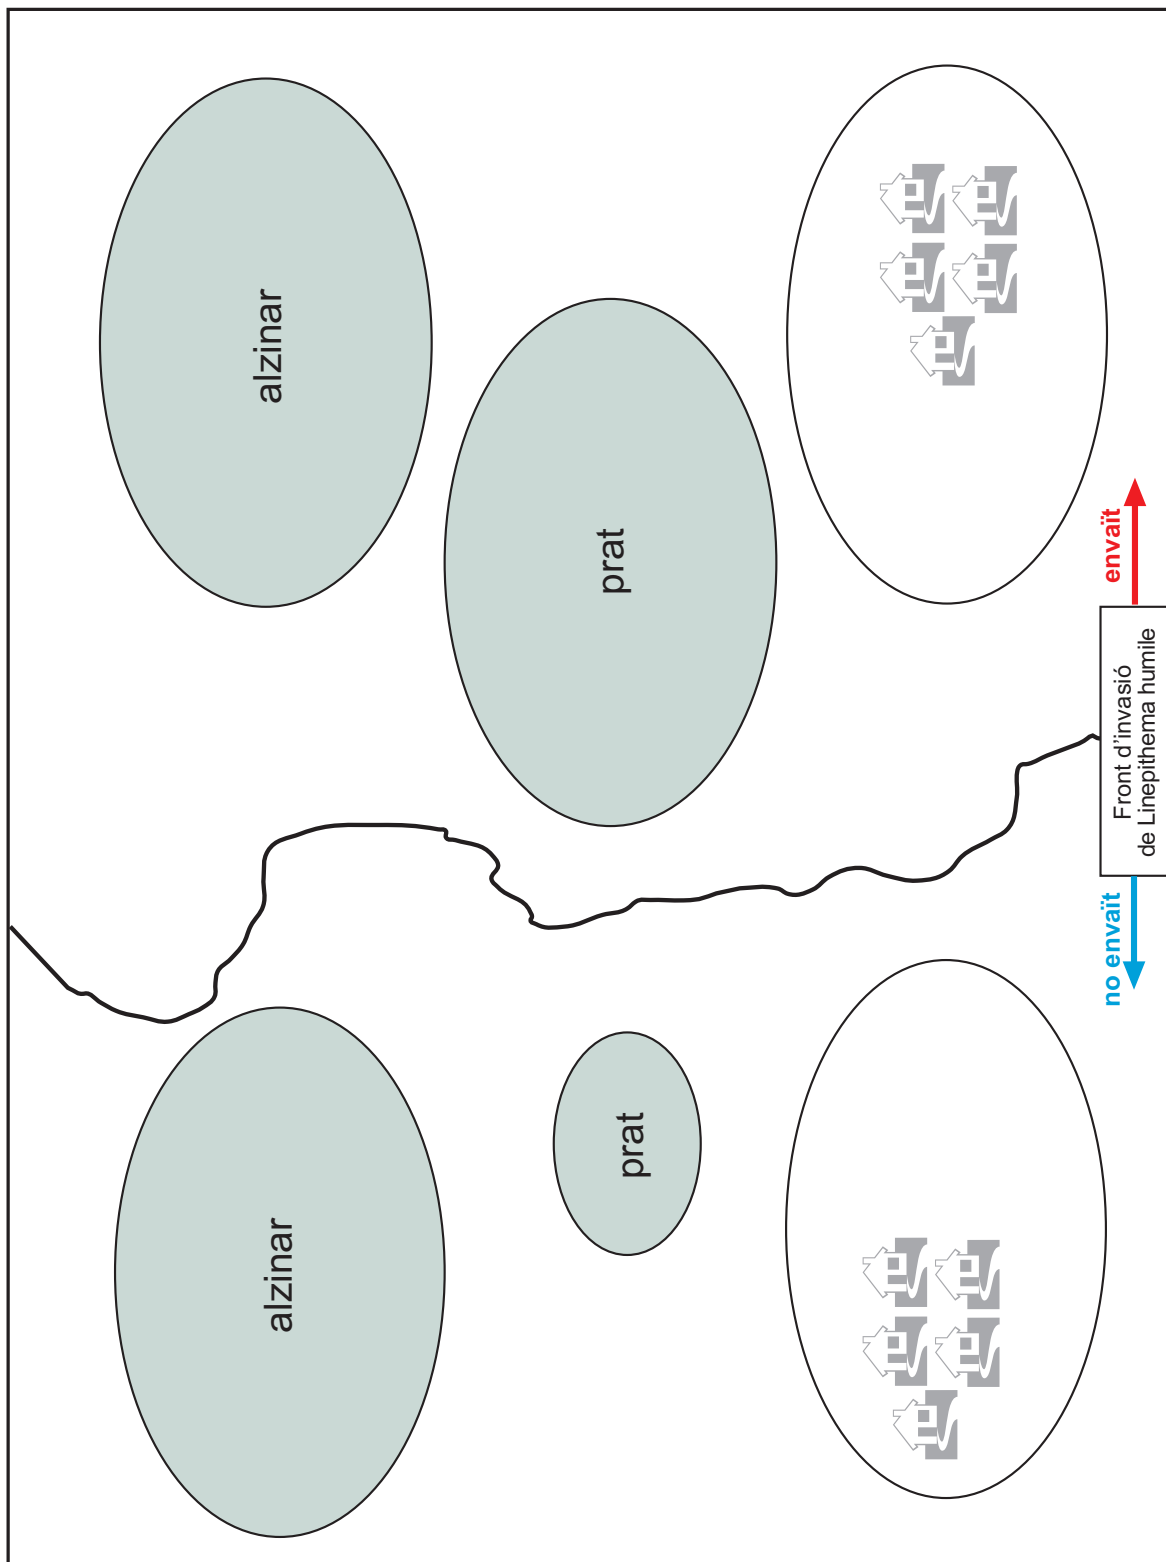 alzinar
alzinar
prat
prat
no envaït
Front d'invasió
de Linepithema humile
envaït